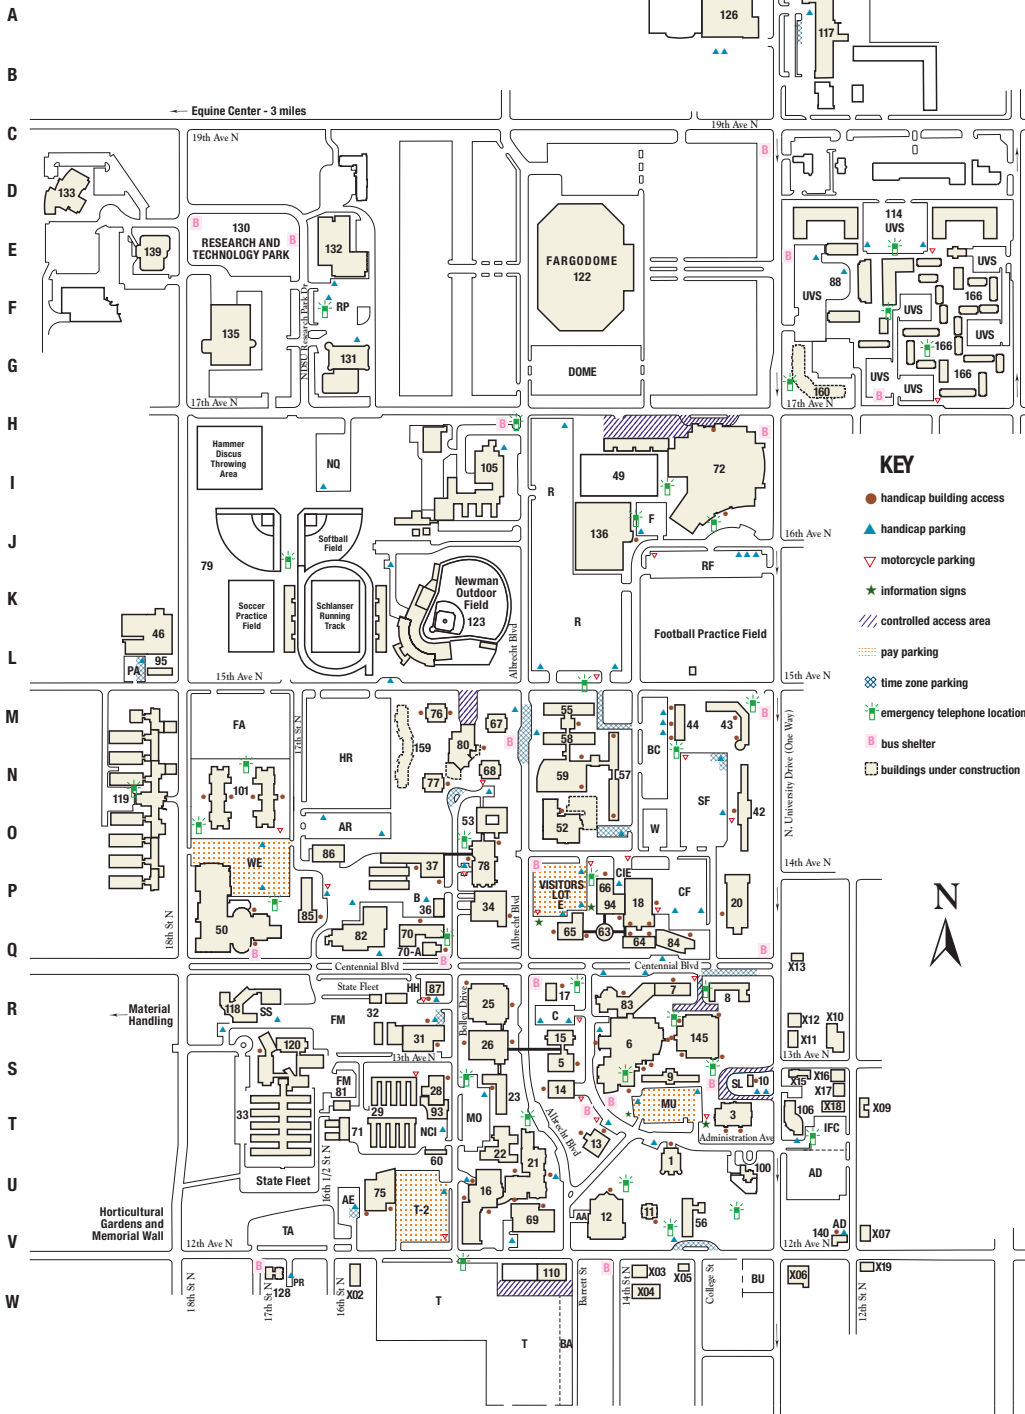 A
126
117
B
Equine Center - 3 miles
C
19th Ave N
19th Ave N
B
D
133
B
130
RESEARCH AND
TECHNOLOGY PARK
B
132
114
UVS
E
139
FARGODOME
122
B
UVS
88
UVS
166
F
NDSU Research Park Dr
RP
UVS
135
UVS
131
166
G
DOME
UVS
UVS
166
B
160
17th Ave N
17th Ave N
H
B
B
Hammer
Discus
Throwing
Area
NQ
105
R
49
72
KEY
I
handicap building access
F
handicap parking
Softball
Field
136
16th Ave N
J
79
RF
motorcycle parking
Newman
Outdoor
Field
123
K
Soccer
Practice
Field
Schlanser
Running
Track
information signs
R
controlled access area
46
Albrecht Blvd
Football Practice Field
L
95
PA
pay parking
15th Ave N
15th Ave N
time zone parking
M
FA
17th St N
76
67
55
44
43
B
emergency telephone location
HR
159
80
B
58
BC
N. University Drive (One Way)
bus shelter
B
N
101
77
68
59
57
buildings under construction
119
SF
42
O
AR
53
52
W
WE
86
37
78
B
CIE
14th Ave N
P
VISITORS
LOT
E
66
94
18
CF
20
N
B
36
34
85
50
82
70
70-A
65
63
64
84
18th St N
Albrecht Blvd
Q
B
B
B
X13
Centennial Blvd
Centennial Blvd
State Fleet
HH
87
B
17
7
8
R
Material
Handling
118
SS
FM
32
25
Bolley Drive
C
83
X12
X10
31
26
15
6
145
X11
120
13th Ave N
13th Ave N
S
FM
81
5
9
B
SL
10
X15
X16
28
14
X17
33
29
93
23
B
MU
106
X18
X09
T
MO
B
3
IFC
71
NCI
Albrecht Blvd
13
Administration Ave
22
21
60
1
100
U
State Fleet
16 1/2 St N
75
16
AD
AE
T-2
Horticultural
Gardens and
Memorial Wall
TA
69
AA
12
11
56
AD
140
X07
V
12th Ave N
12th Ave N
B
110
B
X03
X05
BU
X06
X19
W
128
PR
X02
T
X04
18th St N
17th St N
16th St N
Barrett St
14th St N
College St
12th St N
T
BA